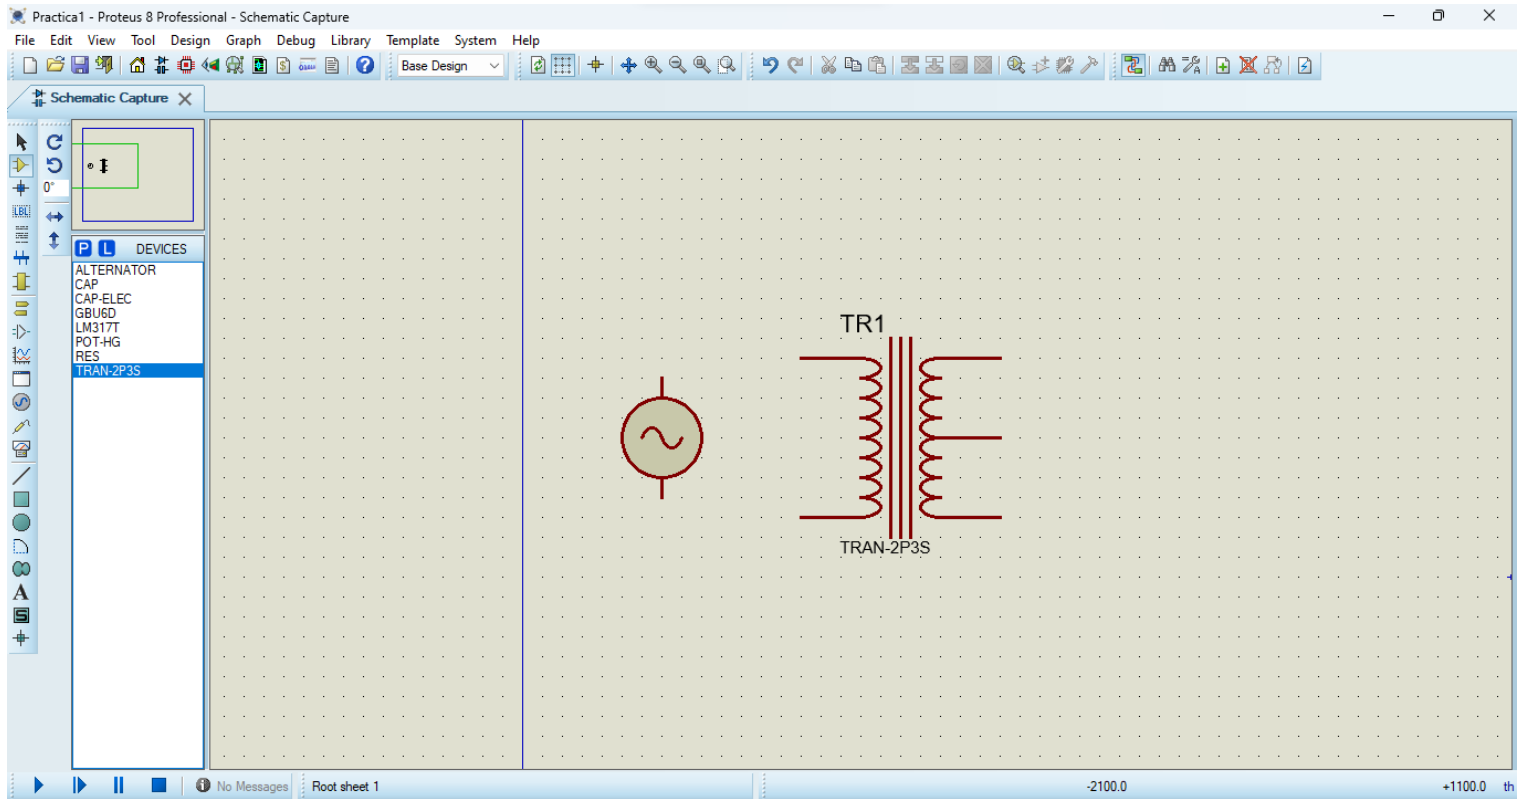 Practica1 - Proteus 8 Professional - Schematic Capture
File Edit View Tool Design Graph Debug Library Template System Help
Base Design
Schematic Capture
0°
LBL
P L DEVICES
ALTERNATOR
CAP
CAP-ELEC
GBU6D
LM317T
POT-HG
RES
TRAN-2P3S
TR1
TRAN-2P3S
A
S
No Messages Root sheet 1 -2100.0 +1100.0 th